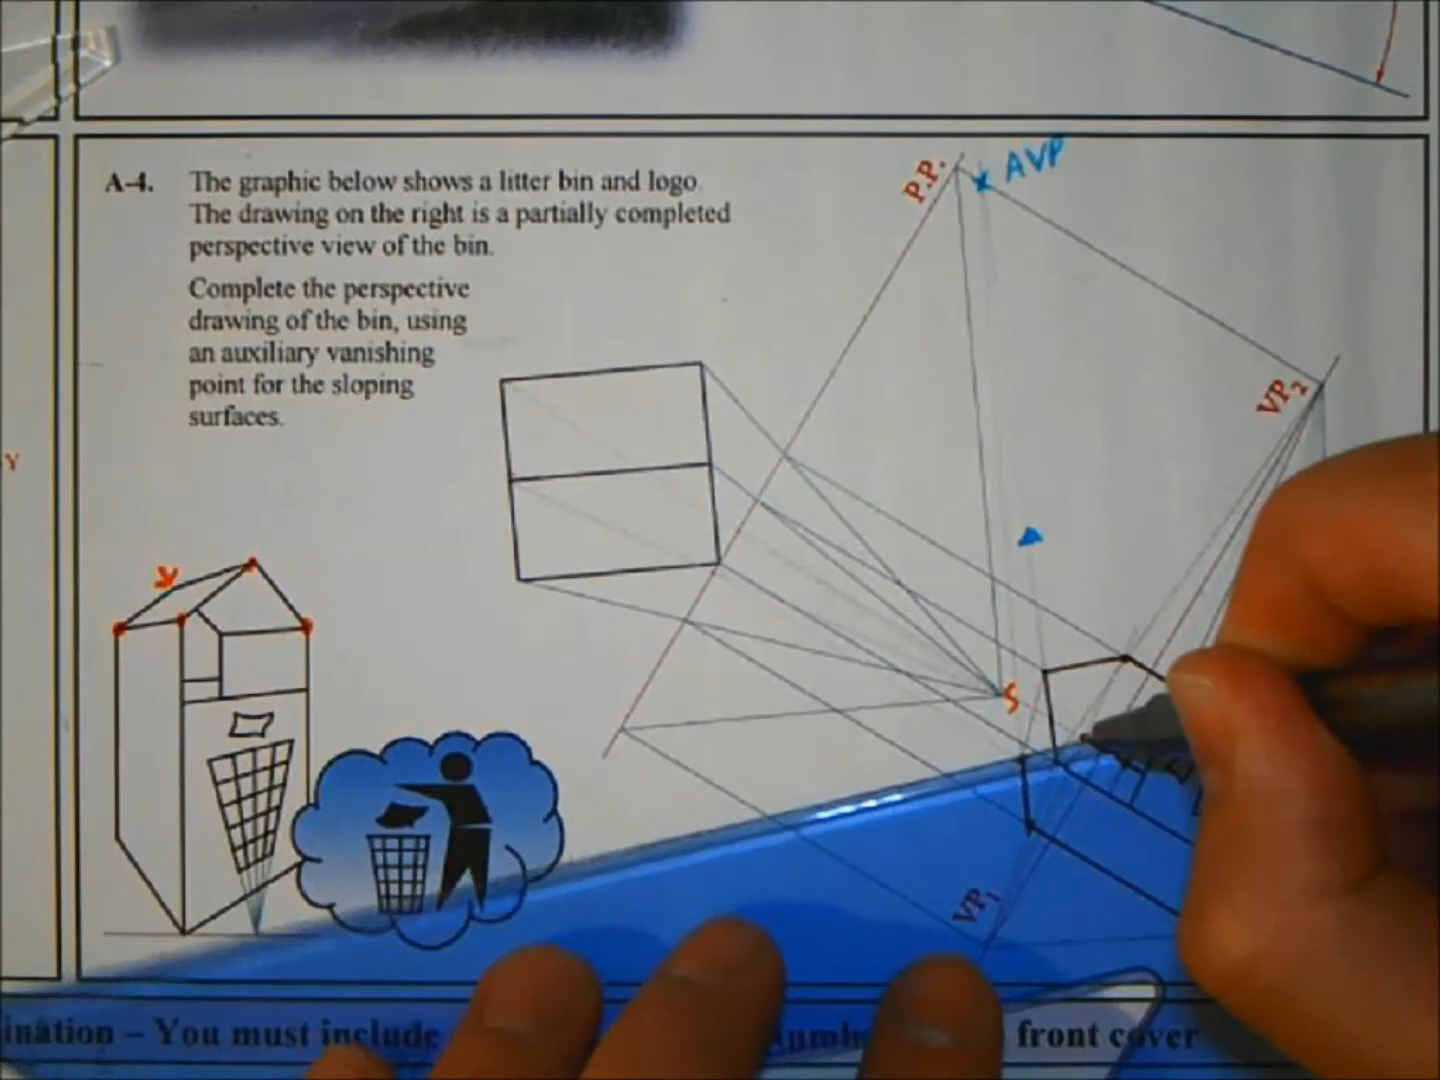 A-4. The graphic below shows a litter bin and logo.
The drawing on the right is a partially completed
perspective view of the bin.
Complete the perspective
drawing of the bin, using
an auxiliary vanishing
point for the sloping
surfaces.
P.P.
AVP
VP2
Y
S
VP1
ination – You must include
front cover